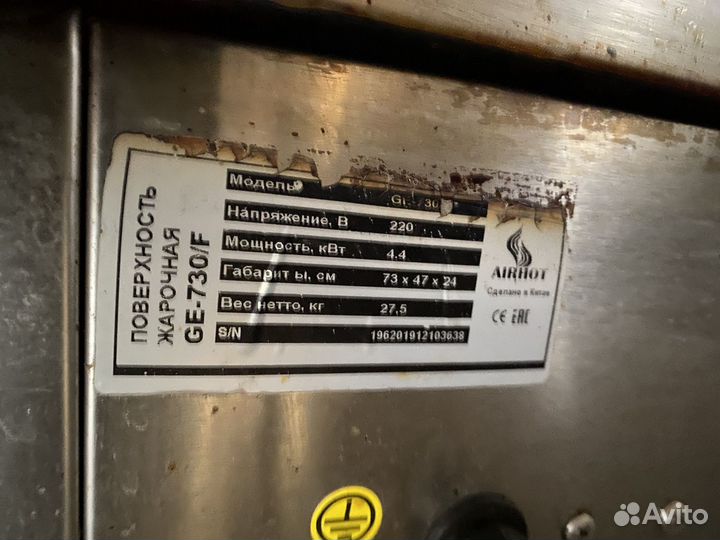 ПОВЕРХНОСТЬ
ЖАРОЧНАЯ
GE-730/F
Модель
Напряжение, В 220
Мощность, кВт 4.4
Габариты, см 73 x 47 x 24
Вес нетто, кг 27,5
S/N 196201912103638
AIRHOT
Сделано в Китае
CE EAC
Avito